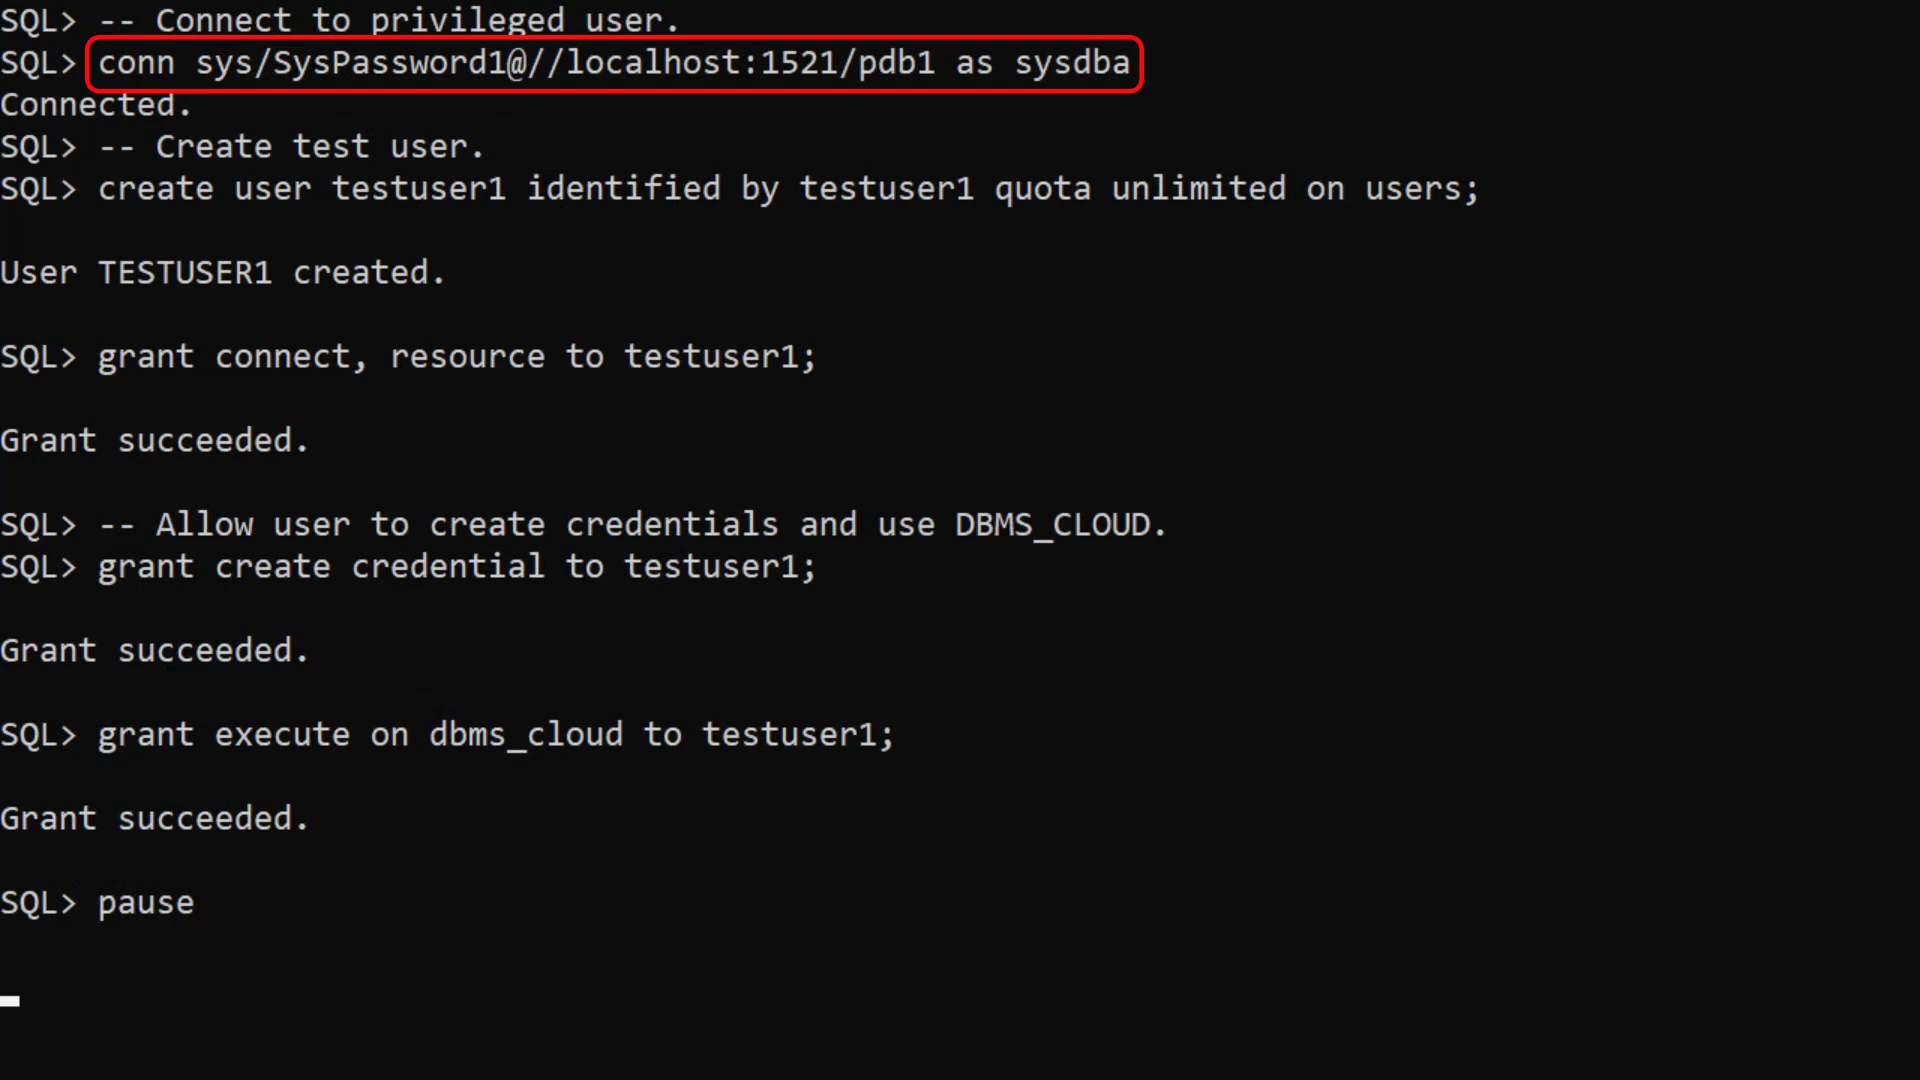 SQL> -- Connect to privileged user.
SQL> conn sys/SysPassword1@//localhost:1521/pdb1 as sysdba
Connected.
SQL> -- Create test user.
SQL> create user testuser1 identified by testuser1 quota unlimited on users;
User TESTUSER1 created.
SQL> grant connect, resource to testuser1;
Grant succeeded.
SQL> -- Allow user to create credentials and use DBMS_CLOUD.
SQL> grant create credential to testuser1;
Grant succeeded.
SQL> grant execute on dbms_cloud to testuser1;
Grant succeeded.
SQL> pause